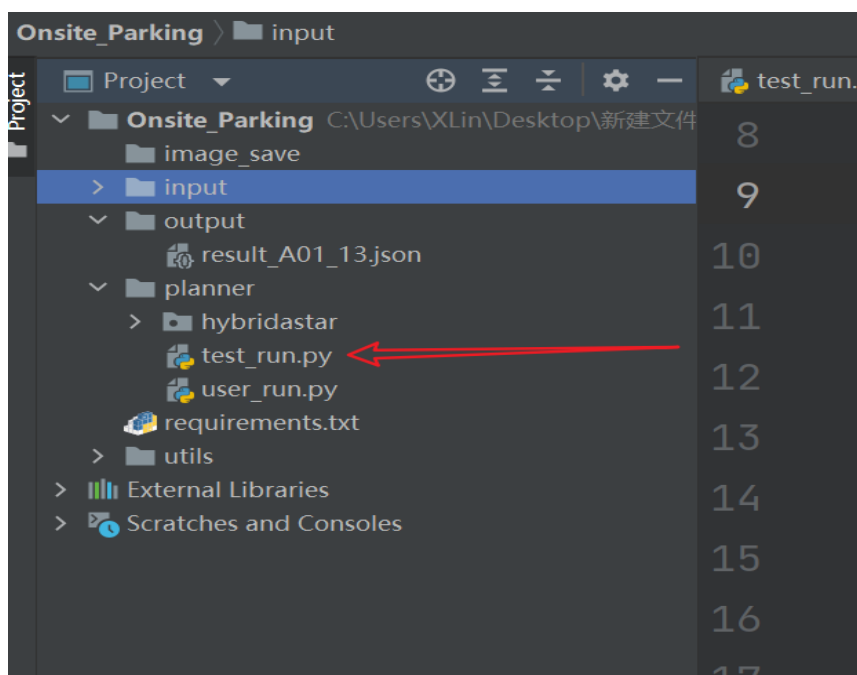 Onsite_Parking > input
Project
Project
test_run.
Onsite_Parking C:\Users\XLin\Desktop\新建文件
image_save
input
output
result_A01_13.json
planner
hybridastar
test_run.py
user_run.py
requirements.txt
utils
External Libraries
Scratches and Consoles
8
9
10
11
12
13
14
15
16
17